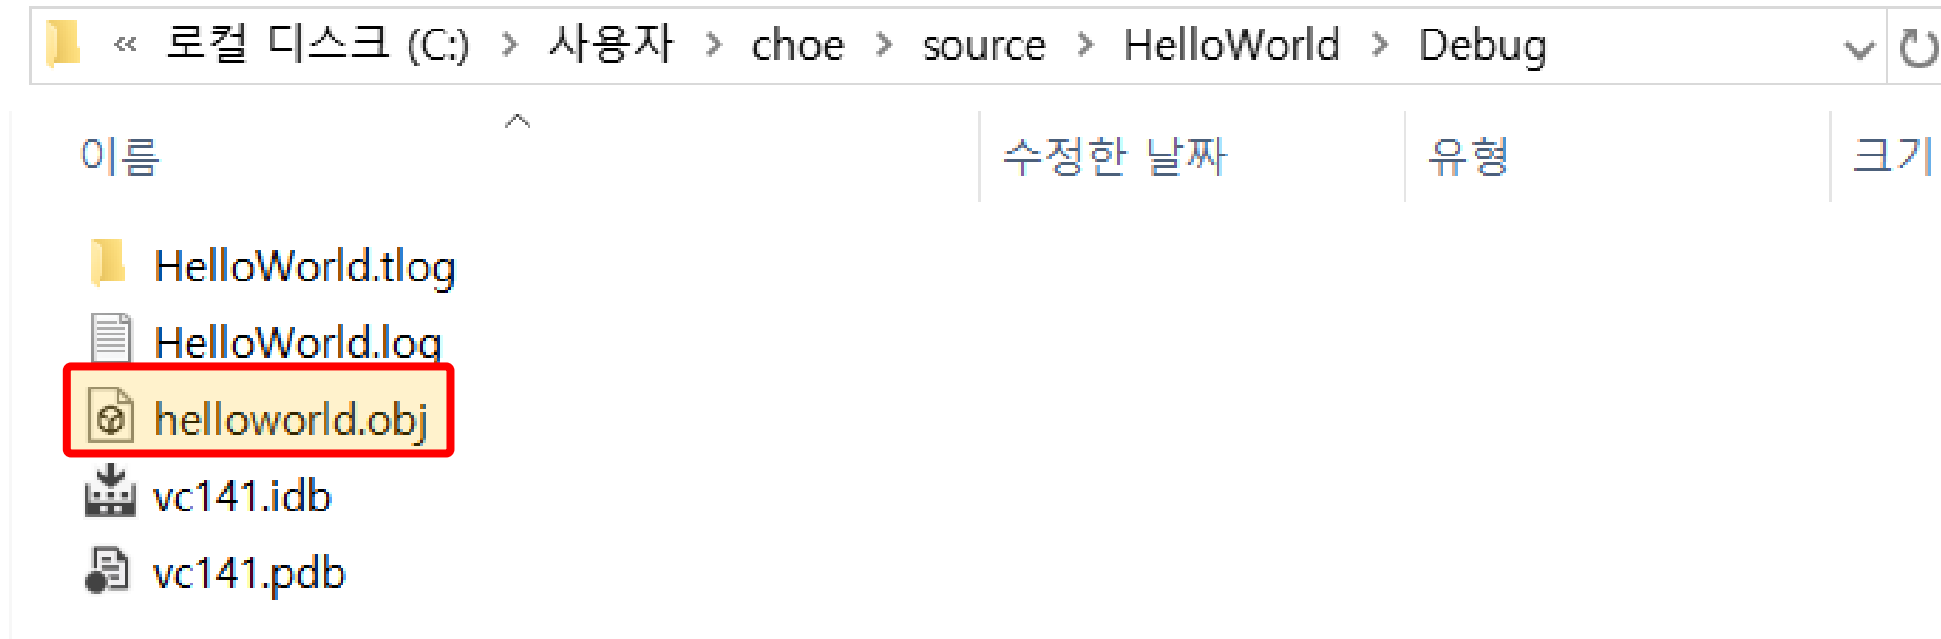 « 로컬 디스크 (C:) > 사용자 > choe > source > HelloWorld > Debug
이름 수정한 날짜 유형 크기
HelloWorld.tlog
HelloWorld.log
helloworld.obj
vc141.idb
vc141.pdb